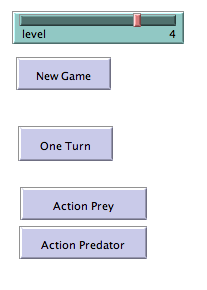 level 4
New Game
One Turn
Action Prey
Action Predator